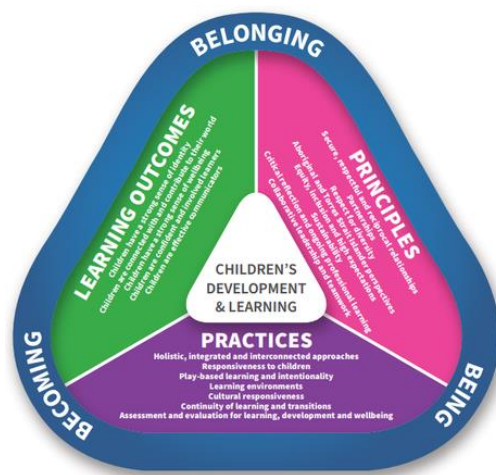 BELONGING
LEARNING OUTCOMES
Children have a strong sense of identity
Children are connected with and contribute to their world
Children have a strong sense of wellbeing
Children are confident and involved learners
Children are effective communicators
PRINCIPLES
Secure, respectful and reciprocal relationships
Partnerships
Respect for diversity
Aboriginal and Torres Strait Islander perspectives
Equity, inclusion and high expectations
Sustainability
Critical reflection and ongoing professional learning
Collaborative leadership and teamwork
CHILDREN'S
DEVELOPMENT
& LEARNING
PRACTICES
Holistic, integrated and interconnected approaches
Responsiveness to children
Play-based learning and intentionality
Learning environments
Cultural responsiveness
Continuity of learning and transitions
Assessment and evaluation for learning, development and wellbeing
BECOMING
BEING